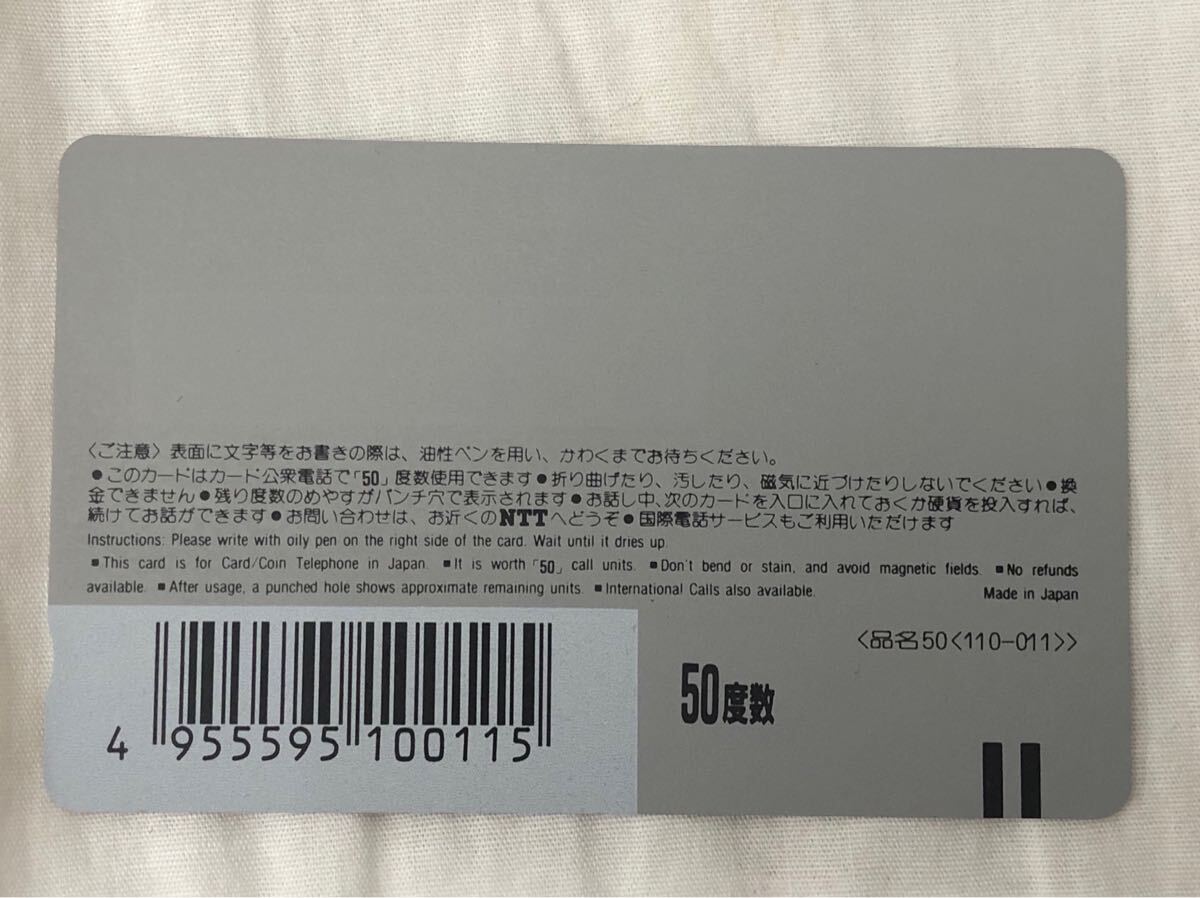 〈ご注意〉表面に文字等をお書きの際は、油性ペンを用い、かわくまでお待ちください。
●このカードはカード公衆電話で「50」度数使用できます●折り曲げたり、汚したり、磁気に近づけたりしないでください●換
金できません●残り度数のめやすがパンチ穴で表示されます●お話し中、次のカードを入口に入れておくか硬貨を投入すれば、
続けてお話ができます●お問い合わせは、お近くのNTTへどうぞ●国際電話サービスもご利用いただけます
Instructions: Please write with oily pen on the right side of the card. Wait until it dries up.
■This card is for Card/Coin Telephone in Japan. ■It is worth「50」call units. ■Don't bend or stain, and avoid magnetic fields. ■No refunds
available. ■After usage, a punched hole shows approximate remaining units. ■International Calls also available. Made in Japan
〈品名50〈110-011〉〉
50度数
4 955595 100115